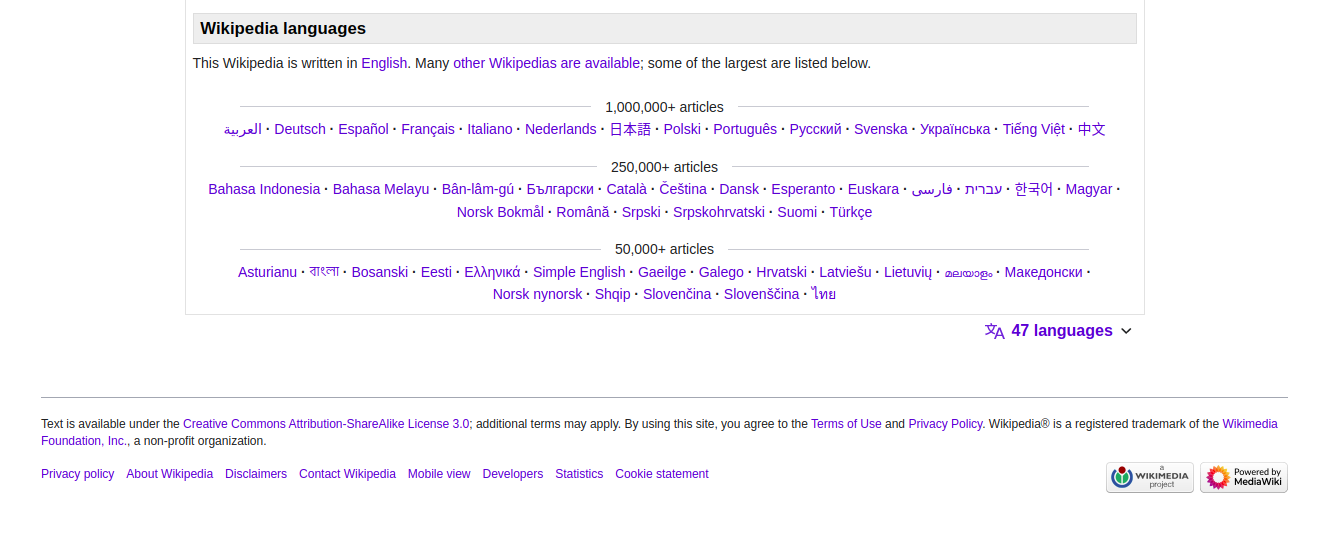 Wikipedia languages
This Wikipedia is written in English. Many other Wikipedias are available; some of the largest are listed below.
1,000,000+ articles
العربية · Deutsch · Español · Français · Italiano · Nederlands · 日本語 · Polski · Português · Русский · Svenska · Українська · Tiếng Việt · 中文
250,000+ articles
Bahasa Indonesia · Bahasa Melayu · Bân-lâm-gú · Български · Català · Čeština · Dansk · Esperanto · Euskara · فارسی · עברית · 한국어 · Magyar ·
Norsk Bokmål · Română · Srpski · Srpskohrvatski · Suomi · Türkçe
50,000+ articles
Asturianu · বাংলা · Bosanski · Eesti · Ελληνικά · Simple English · Gaeilge · Galego · Hrvatski · Latviešu · Lietuvių · മലയാളം · Македонски ·
Norsk nynorsk · Shqip · Slovenčina · Slovenščina · ไทย
47 languages
Text is available under the Creative Commons Attribution-ShareAlike License 3.0; additional terms may apply. By using this site, you agree to the Terms of Use and Privacy Policy. Wikipedia® is a registered trademark of the Wikimedia
Foundation, Inc., a non-profit organization.
Privacy policy About Wikipedia Disclaimers Contact Wikipedia Mobile view Developers Statistics Cookie statement
a
WIKIMEDIA
project
Powered by
MediaWiki